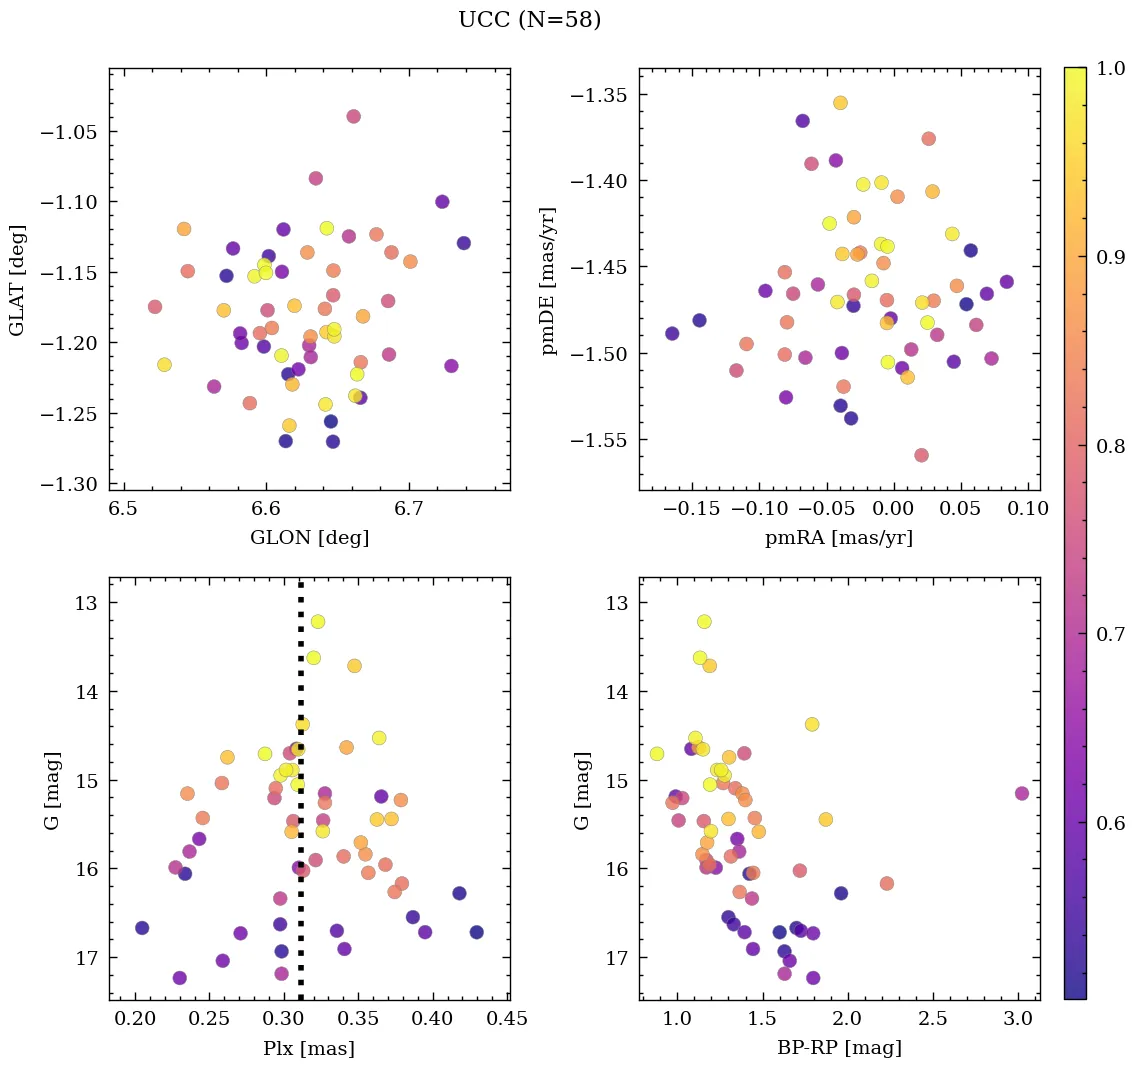 UCC (N=58)
−1.05
−1.10
−1.15
−1.20
−1.25
−1.30
GLAT [deg]
6.5 6.6 6.7
GLON [deg]
−1.35
−1.40
−1.45
−1.50
−1.55
pmDE [mas/yr]
−0.15 −0.10 −0.05 0.00 0.05 0.10
pmRA [mas/yr]
1.0
0.9
0.8
0.7
0.6
13
14
15
16
17
G [mag]
0.20 0.25 0.30 0.35 0.40 0.45
Plx [mas]
13
14
15
16
17
G [mag]
1.0 1.5 2.0 2.5 3.0
BP-RP [mag]